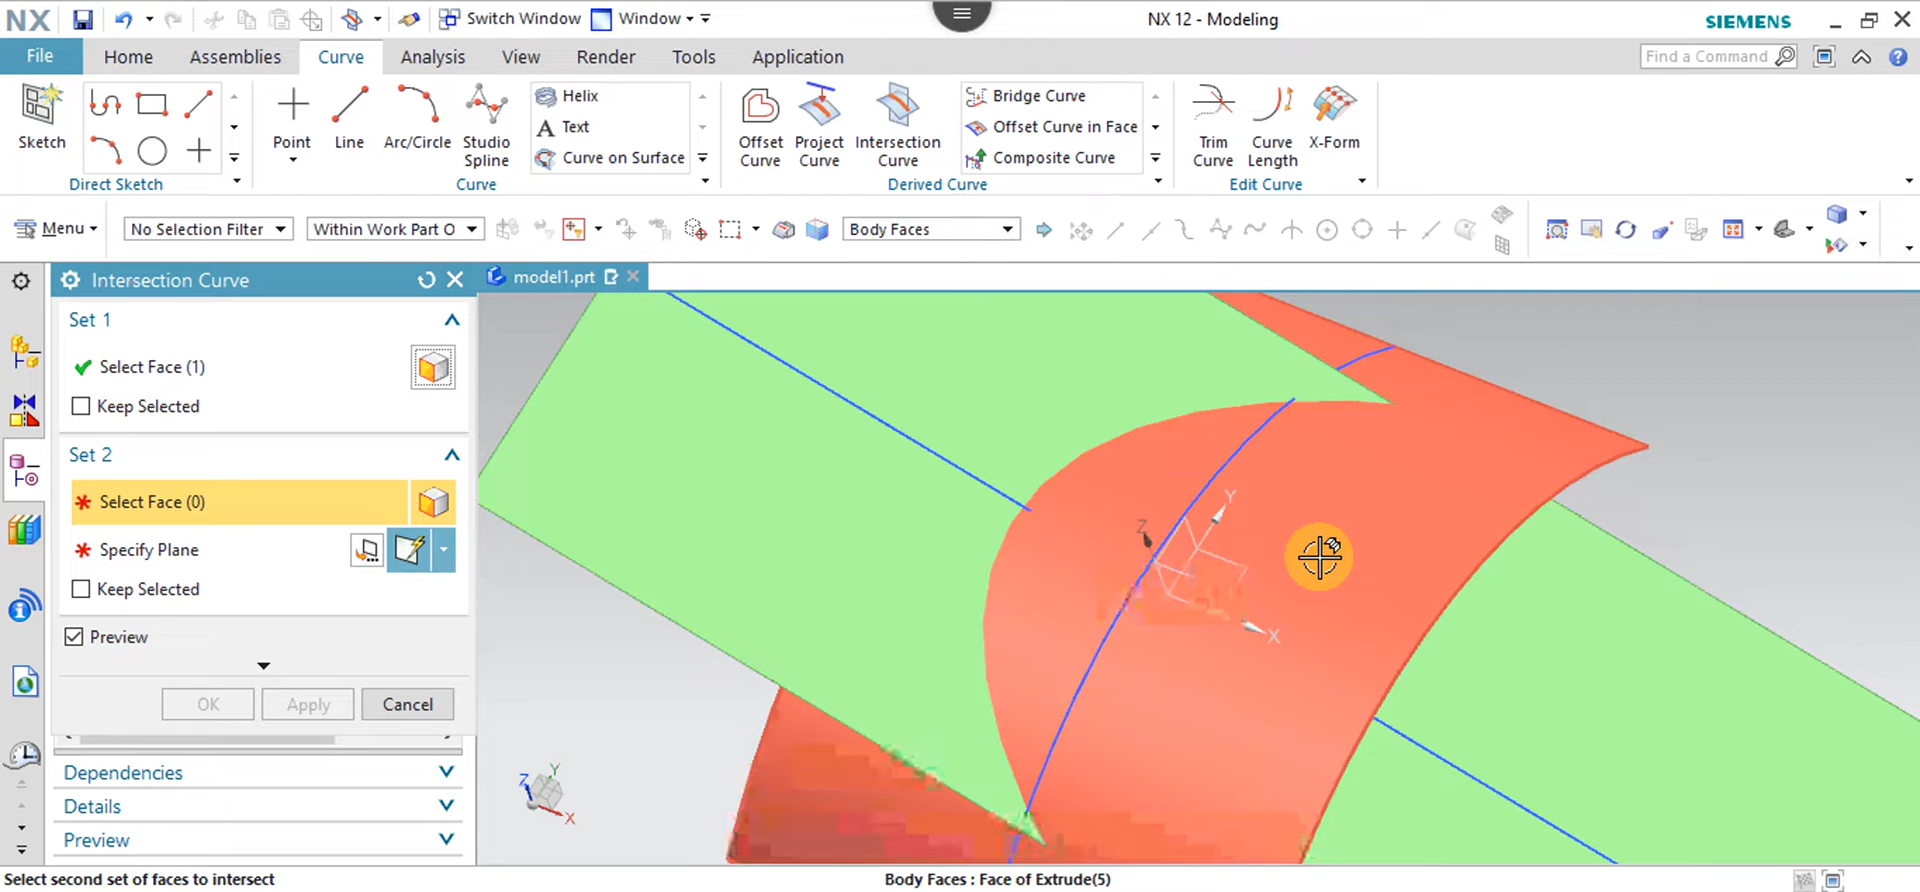 NX Switch Window Window NX 12 - Modeling SIEMENS
File Home Assemblies Curve Analysis View Render Tools Application Find a Command
Sketch
Direct Sketch
Point Line Arc/Circle Studio Spline
Helix
Text
Curve on Surface
Curve
Offset Curve Project Curve Intersection Curve
Bridge Curve
Offset Curve in Face
Composite Curve
Derived Curve
Trim Curve Curve Length X-Form
Edit Curve
Menu No Selection Filter Within Work Part O Body Faces
Intersection Curve
model1.prt
Set 1
Select Face (1)
Keep Selected
Set 2
Select Face (0)
Specify Plane
Keep Selected
Preview
OK Apply Cancel
Dependencies
Details
Preview
Y
Z
X
Z
Y
X
Select second set of faces to intersect Body Faces : Face of Extrude(5)